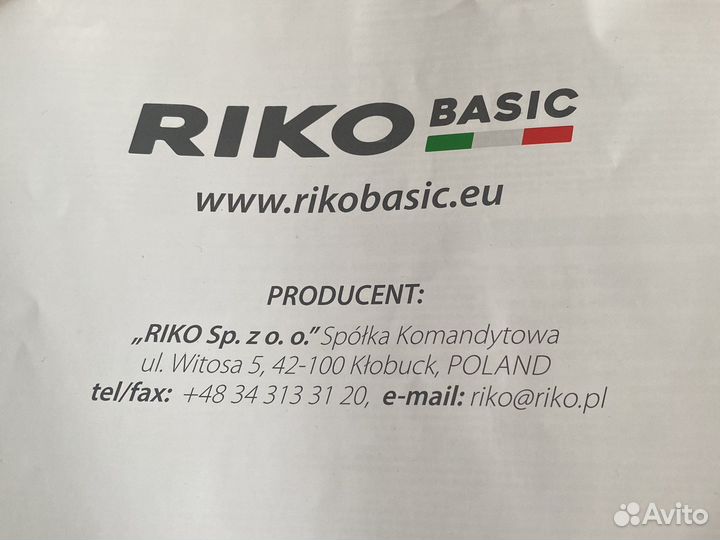 RIKO BASIC
www.rikobasic.eu
PRODUCENT:
„RIKO Sp. z o. o.” Spółka Komandytowa
ul. Witosa 5, 42-100 Kłobuck, POLAND
tel/fax: +48 34 313 31 20, e-mail: riko@riko.pl
Avito